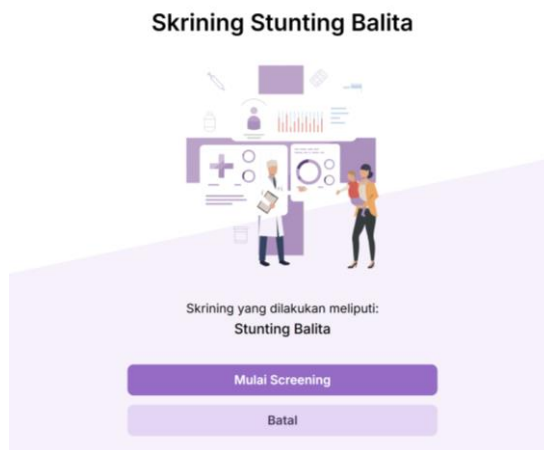 Skrining Stunting Balita
Skrining yang dilakukan meliputi:
Stunting Balita
Mulai Screening
Batal